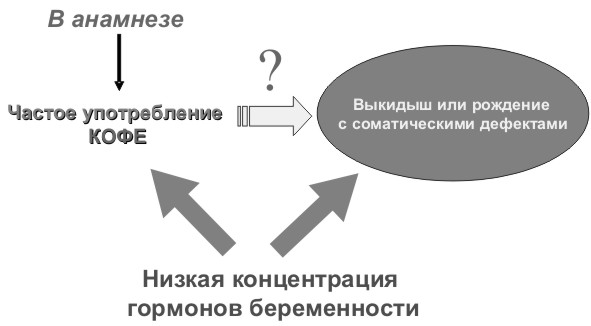 В анамнезе
?
Частое употребление
КОФЕ
Выкидыш или рождение
с соматическими дефектами
Низкая концентрация
гормонов беременности